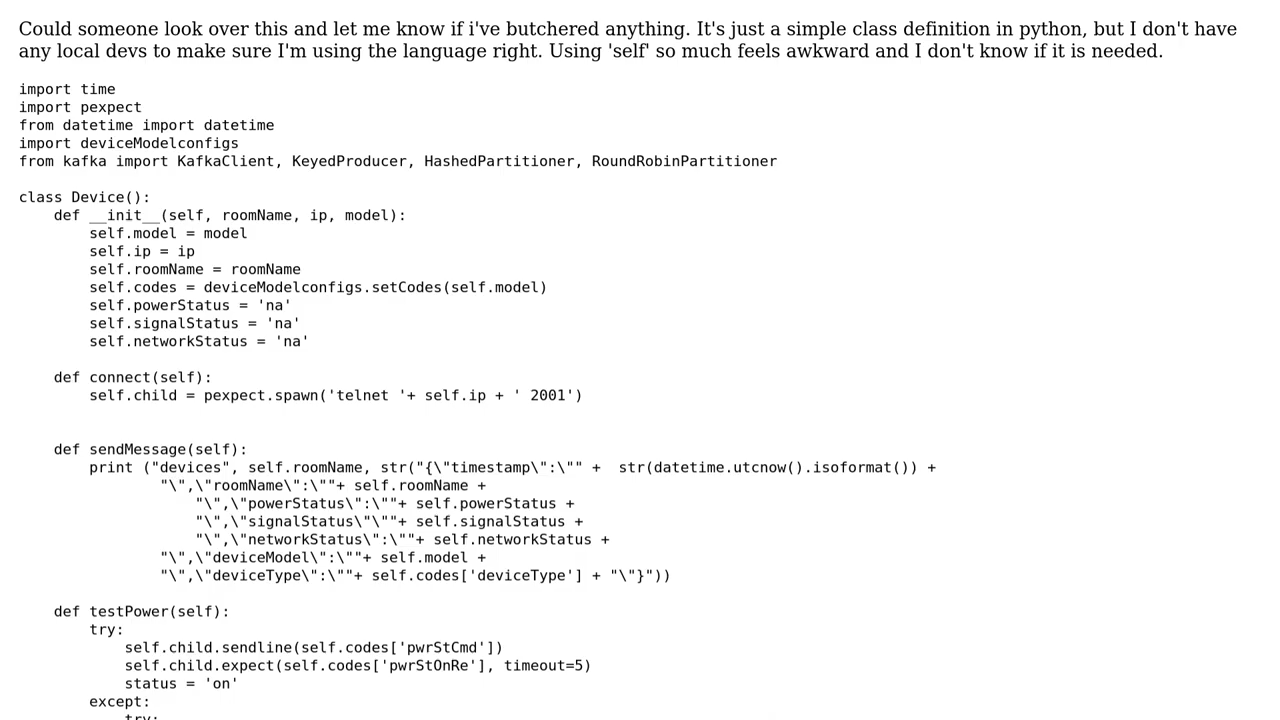 Could someone look over this and let me know if i've butchered anything. It's just a simple class definition in python, but I don't have
any local devs to make sure I'm using the language right. Using 'self' so much feels awkward and I don't know if it is needed.
import time
import pexpect
from datetime import datetime
import deviceModelconfigs
from kafka import KafkaClient, KeyedProducer, HashedPartitioner, RoundRobinPartitioner

class Device():
    def __init__(self, roomName, ip, model):
        self.model = model
        self.ip = ip
        self.roomName = roomName
        self.codes = deviceModelconfigs.setCodes(self.model)
        self.powerStatus = 'na'
        self.signalStatus = 'na'
        self.networkStatus = 'na'

    def connect(self):
        self.child = pexpect.spawn('telnet '+ self.ip + ' 2001')


    def sendMessage(self):
        print ("devices", self.roomName, str("{\"timestamp\":\"" +  str(datetime.utcnow().isoformat()) +
                "\",\"roomName\":\""+ self.roomName +
                    "\",\"powerStatus\":\""+ self.powerStatus +
                    "\",\"signalStatus\"\""+ self.signalStatus +
                    "\",\"networkStatus\":\""+ self.networkStatus +
                "\",\"deviceModel\":\""+ self.model +
                "\",\"deviceType\":\""+ self.codes['deviceType'] + "\"}"))

    def testPower(self):
        try:
            self.child.sendline(self.codes['pwrStCmd'])
            self.child.expect(self.codes['pwrStOnRe'], timeout=5)
            status = 'on'
        except:
            try: